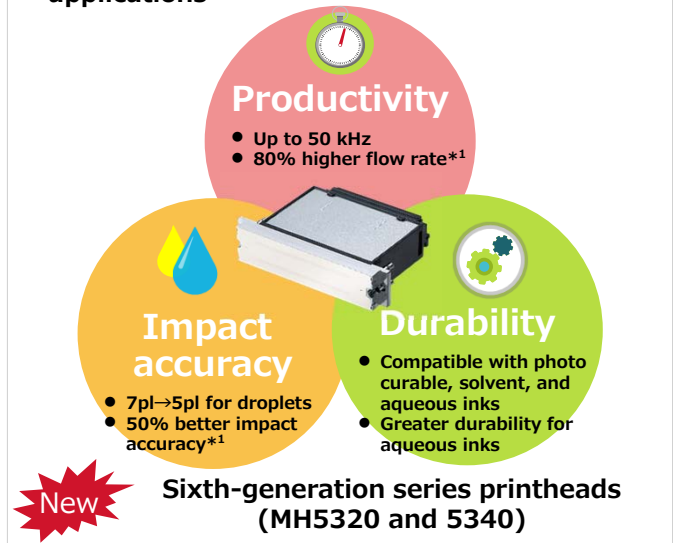 applications
Productivity
● Up to 50 kHz
● 80% higher flow rate*1
Impact
accuracy
● 7pl→5pl for droplets
● 50% better impact
accuracy*1
Durability
● Compatible with photo
curable, solvent, and
aqueous inks
● Greater durability for
aqueous inks
New
Sixth-generation series printheads
(MH5320 and 5340)